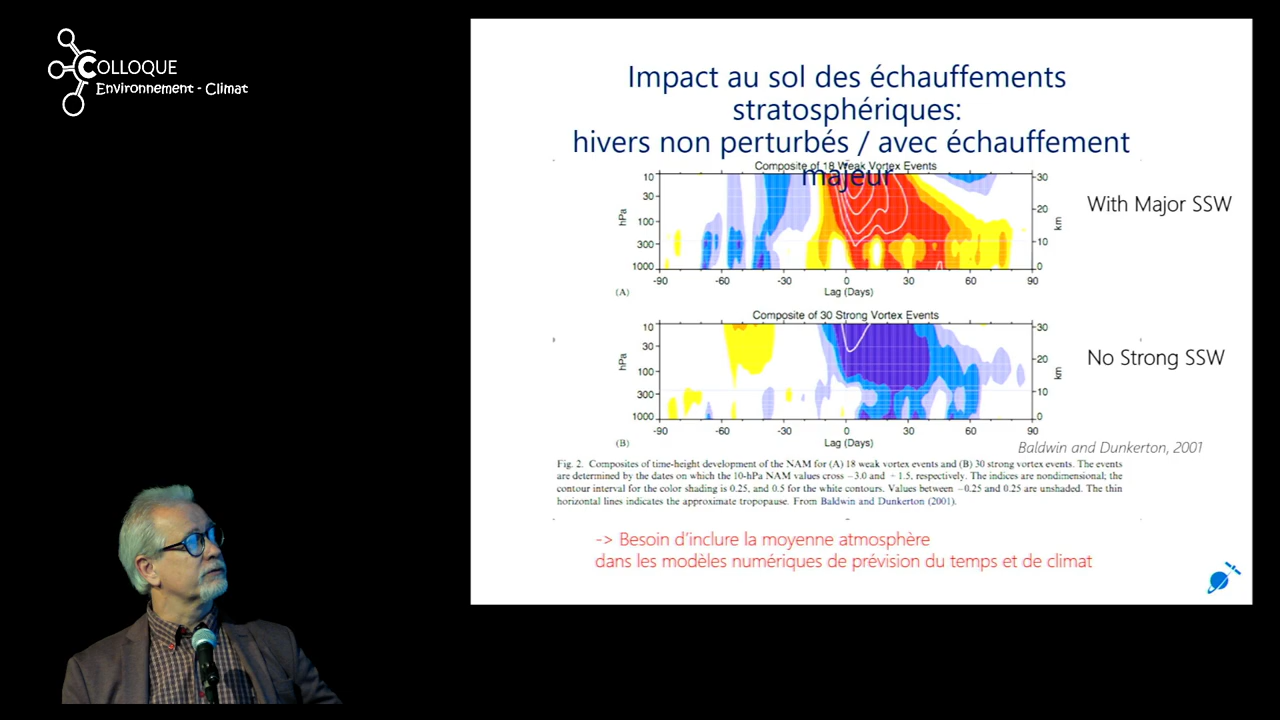 COLLOQUE
Environnement - Climat
Impact au sol des échauffements
stratosphériques:
hivers non perturbés / avec échauffement
majeur
Composite of 18 Weak Vortex Events
10
30
100
300
1000
hPa
30
20
10
0
km
-90 -60 -30 0 30 60 90
(A)
Lag (Days)
With Major SSW
Composite of 30 Strong Vortex Events
10
30
100
300
1000
hPa
30
20
10
0
km
-90 -60 -30 0 30 60 90
(B)
Lag (Days)
No Strong SSW
Baldwin and Dunkerton, 2001
Fig. 2. Composites of time-height development of the NAM for (A) 18 weak vortex events and (B) 30 strong vortex events. The events
are determined by the dates on which the 10-hPa NAM values cross −3.0 and +1.5, respectively. The indices are nondimensional; the
contour interval for the color shading is 0.25, and 0.5 for the white contours. Values between −0.25 and 0.25 are unshaded. The thin
horizontal lines indicates the approximate tropopause. From Baldwin and Dunkerton (2001).
-> Besoin d'inclure la moyenne atmosphère
dans les modèles numériques de prévision du temps et de climat